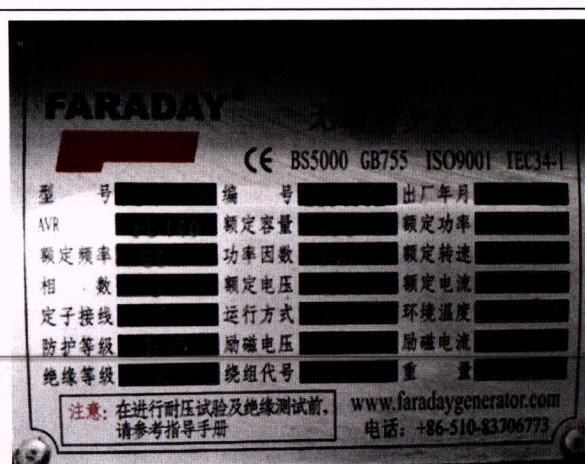 FARADAY®
CE BS5000 GB755 ISO9001 IEC34-1
型 号 编 号 出厂年月
AVR 额定容量 额定功率
额定频率 功率因数 额定转速
相 数 额定电压 额定电流
定子接线 运行方式 环境温度
防护等级 励磁电压 励磁电流
绝缘等级 绕组代号 重 量
注意: 在进行耐压试验及绝缘测试前,
请参考指导手册
www.faradaygenerator.com
电话: +86-510-83706773